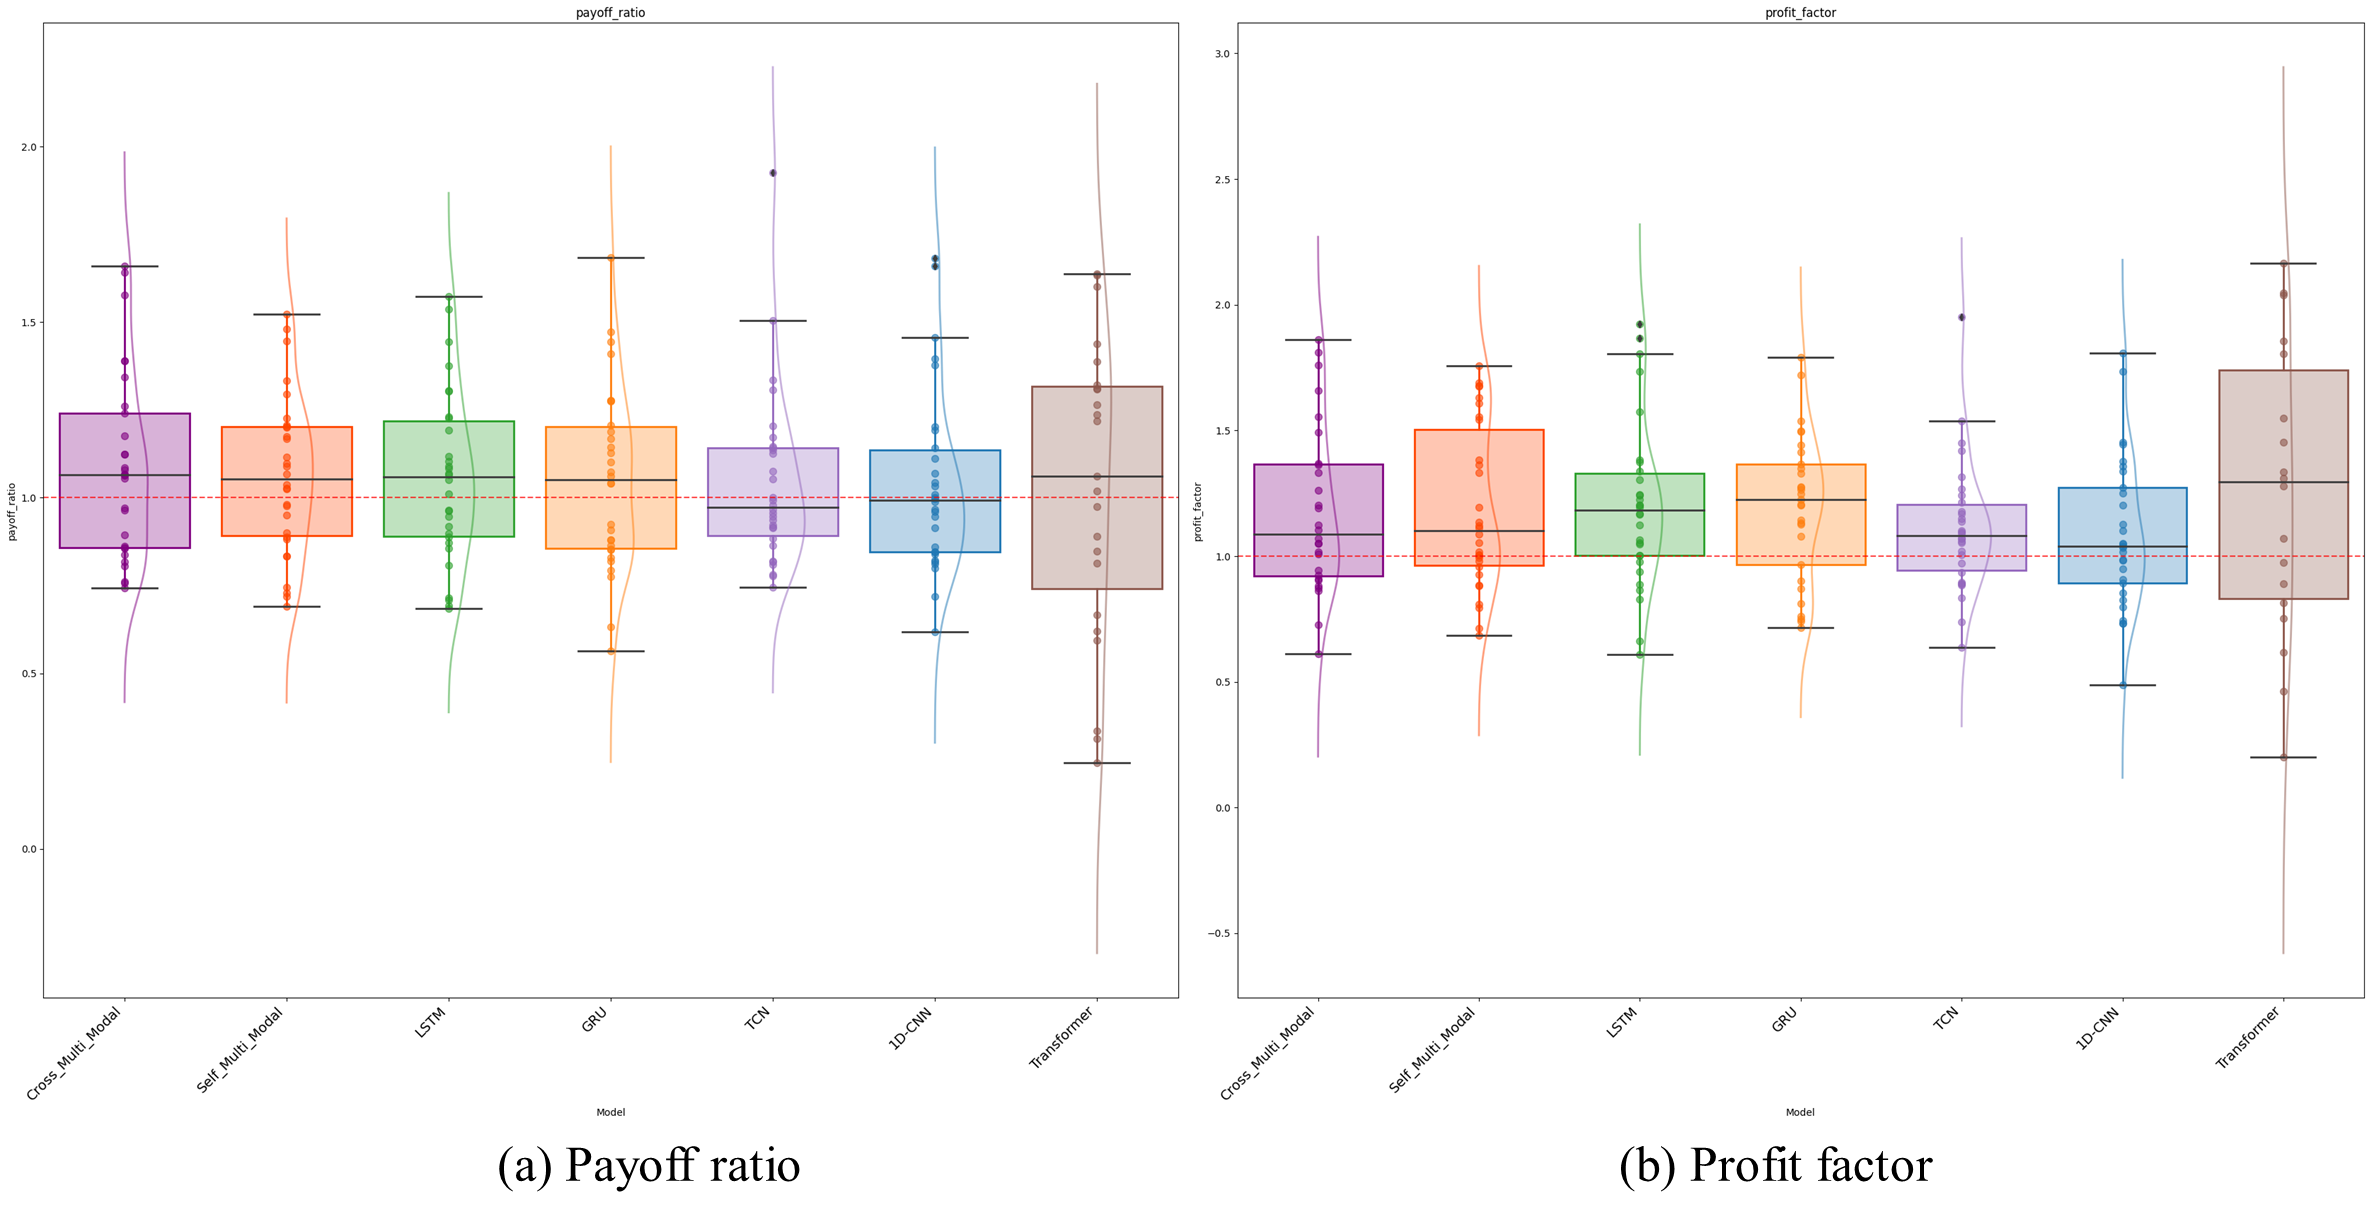 payoff_ratio
payoff_ratio
2.0
1.5
1.0
0.5
0.0
Cross_Multi_Modal
Self_Multi_Modal
LSTM
GRU
TCN
1D-CNN
Transformer
Model
(a) Payoff ratio
profit_factor
profit_factor
3.0
2.5
2.0
1.5
1.0
0.5
0.0
−0.5
Cross_Multi_Modal
Self_Multi_Modal
LSTM
GRU
TCN
1D-CNN
Transformer
Model
(b) Profit factor